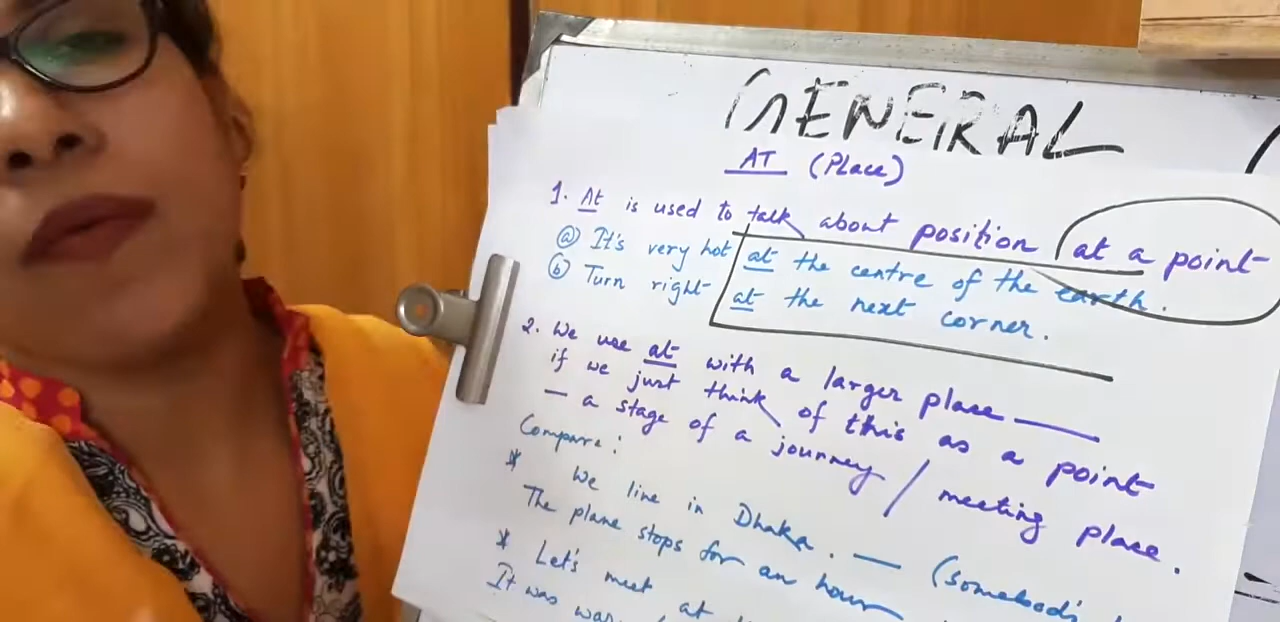 GENERAL
AT (Place)
1. At is used to talk about position at a point
ⓐ It's very hot at the centre of the earth.
ⓑ Turn right at the next corner.
2. We use at with a larger place —
if we just think of this as a point
— a stage of a journey / meeting place.
Compare:
* We live in Dhaka. — (somebody's
The plane stops for an hour
* Let's meet at
It was